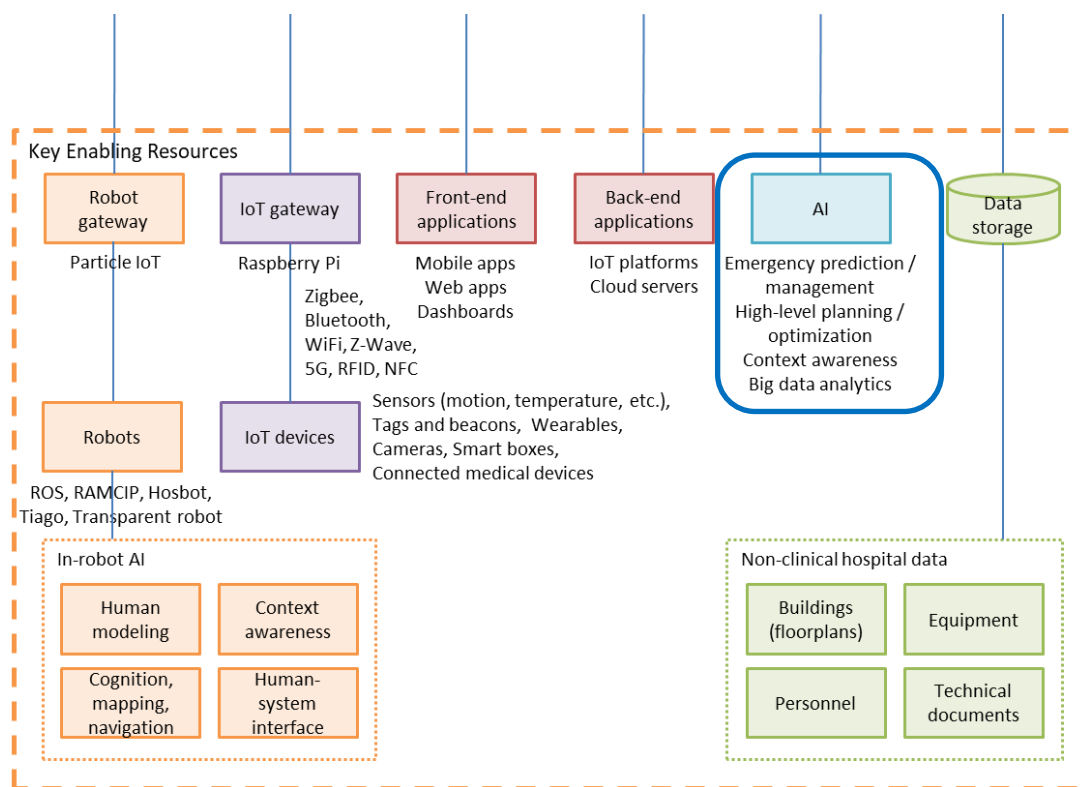 Key Enabling Resources
Robot
gateway
Particle IoT
IoT gateway
Raspberry Pi
Zigbee,
Bluetooth,
WiFi, Z-Wave,
5G, RFID, NFC
Front-end
applications
Mobile apps
Web apps
Dashboards
Back-end
applications
IoT platforms
Cloud servers
AI
Emergency prediction /
management
High-level planning /
optimization
Context awareness
Big data analytics
Data
storage
Robots
ROS, RAMCIP, Hosbot,
Tiago, Transparent robot
IoT devices
Sensors (motion, temperature, etc.),
Tags and beacons, Wearables,
Cameras, Smart boxes,
Connected medical devices
In-robot AI
Human
modeling
Context
awareness
Cognition,
mapping,
navigation
Human-
system
interface
Non-clinical hospital data
Buildings
(floorplans)
Equipment
Personnel
Technical
documents